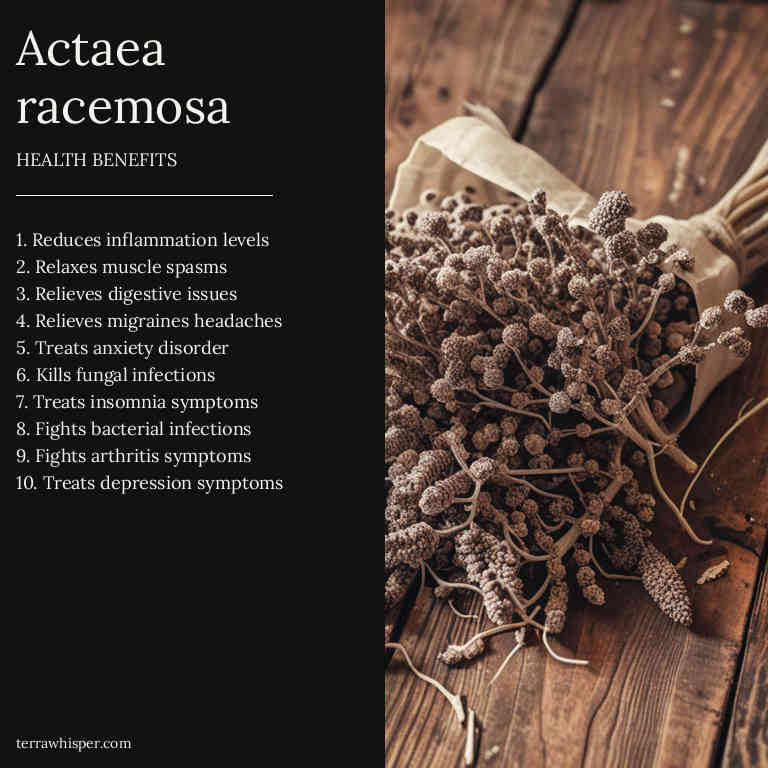 Actaea
racemosa
HEALTH BENEFITS
1. Reduces inflammation levels
2. Relaxes muscle spasms
3. Relieves digestive issues
4. Relieves migraines headaches
5. Treats anxiety disorder
6. Kills fungal infections
7. Treats insomnia symptoms
8. Fights bacterial infections
9. Fights arthritis symptoms
10. Treats depression symptoms
terrawhisper.com